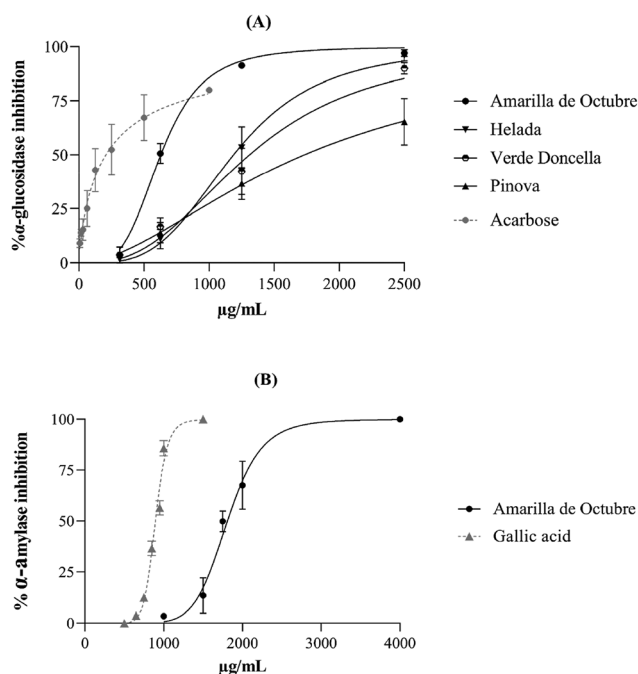 (A)
%α-glucosidase inhibition
100
75
50
25
0
0 500 1000 1500 2000 2500
µg/mL
Amarilla de Octubre
Helada
Verde Doncella
Pinova
Acarbose
(B)
% α-amylase inhibition
100
75
50
25
0
0 1000 2000 3000 4000
µg/mL
Amarilla de Octubre
Gallic acid